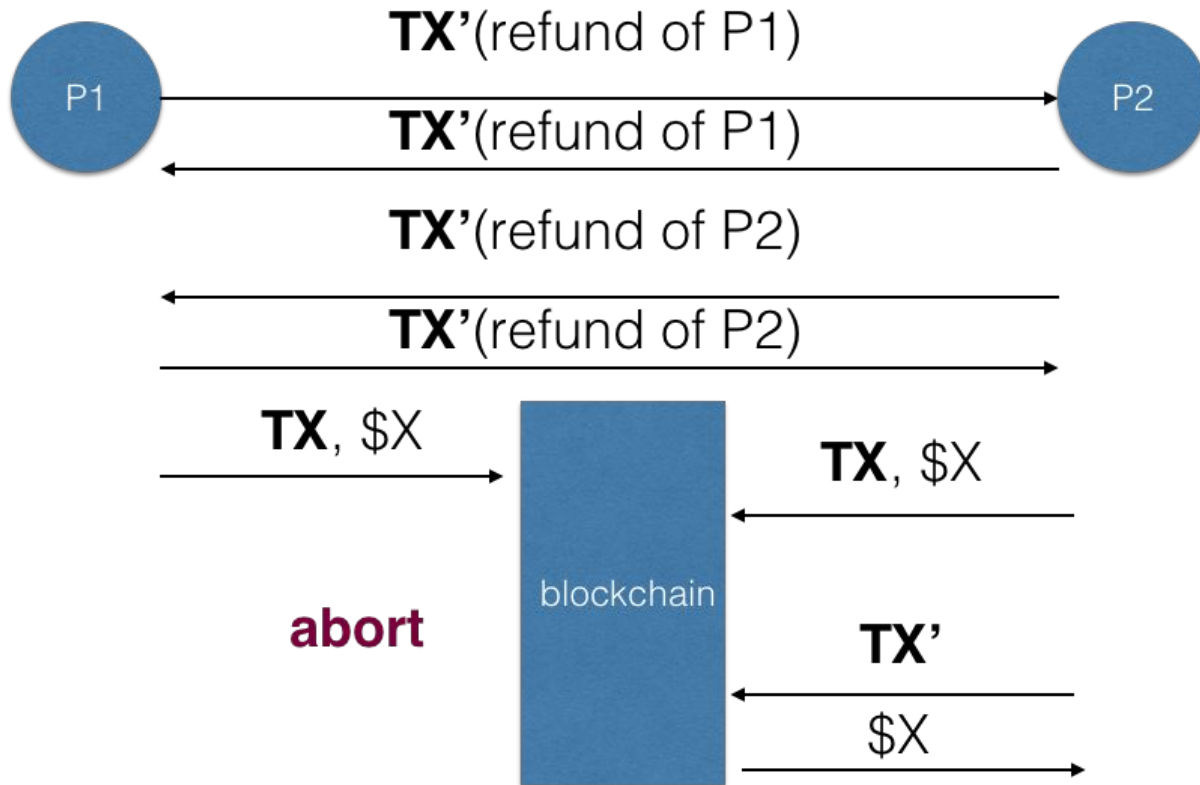 TX’(refund of P1)
P1
P2
TX’(refund of P1)
TX’(refund of P2)
TX’(refund of P2)
TX, $X
TX, $X
blockchain
abort
TX’
$X